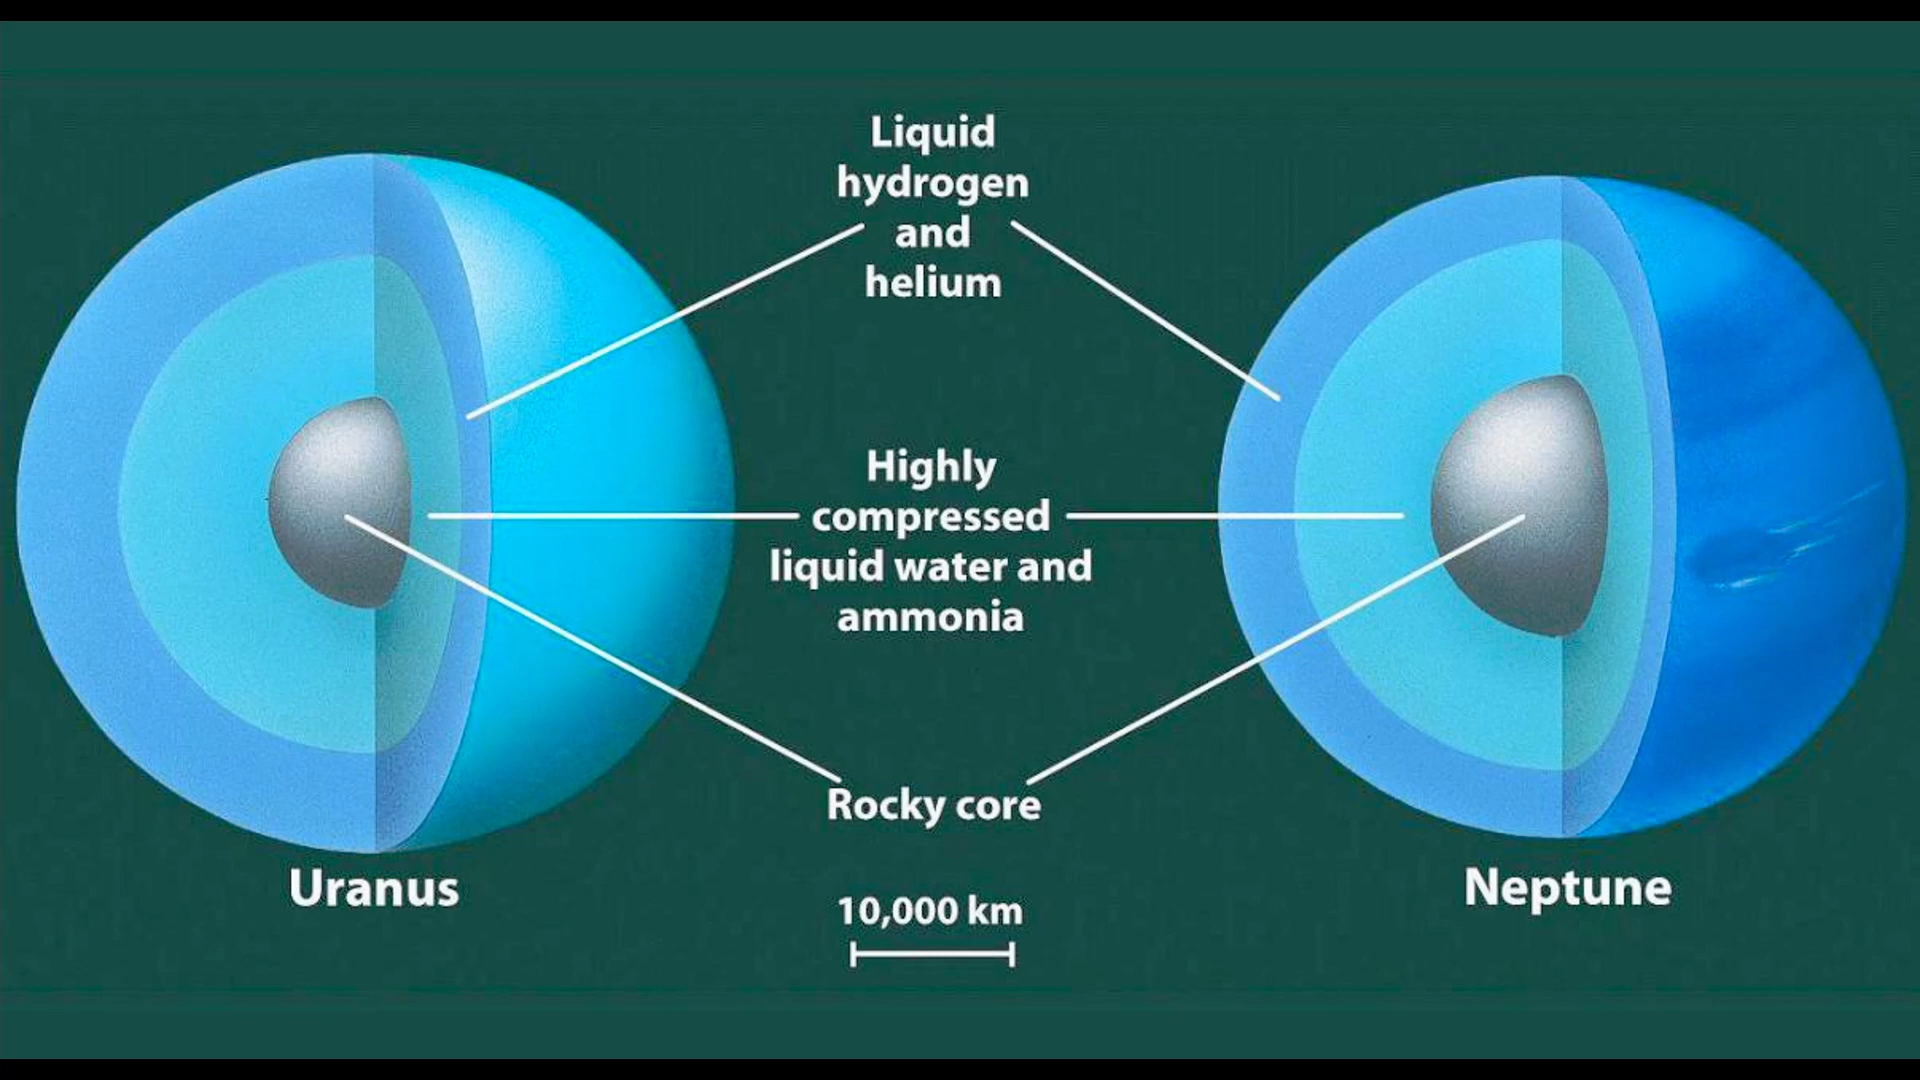 Liquid
hydrogen
and
helium
Highly
compressed
liquid water and
ammonia
Rocky core
Uranus
Neptune
10,000 km